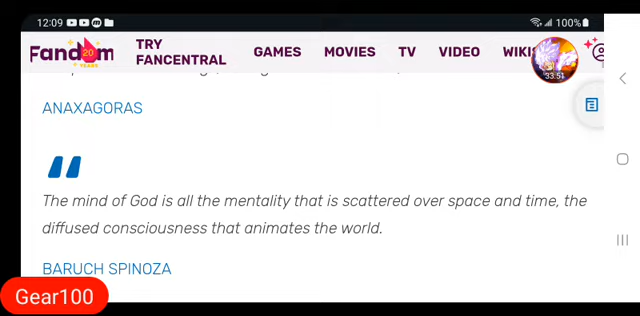 12:09
100%
Fandom
20
YEARS
TRY
FANCENTRAL
GAMES
MOVIES
TV
VIDEO
WIKIS
33:51
ANAXAGORAS
The mind of God is all the mentality that is scattered over space and time, the
diffused consciousness that animates the world.
BARUCH SPINOZA
Gear100